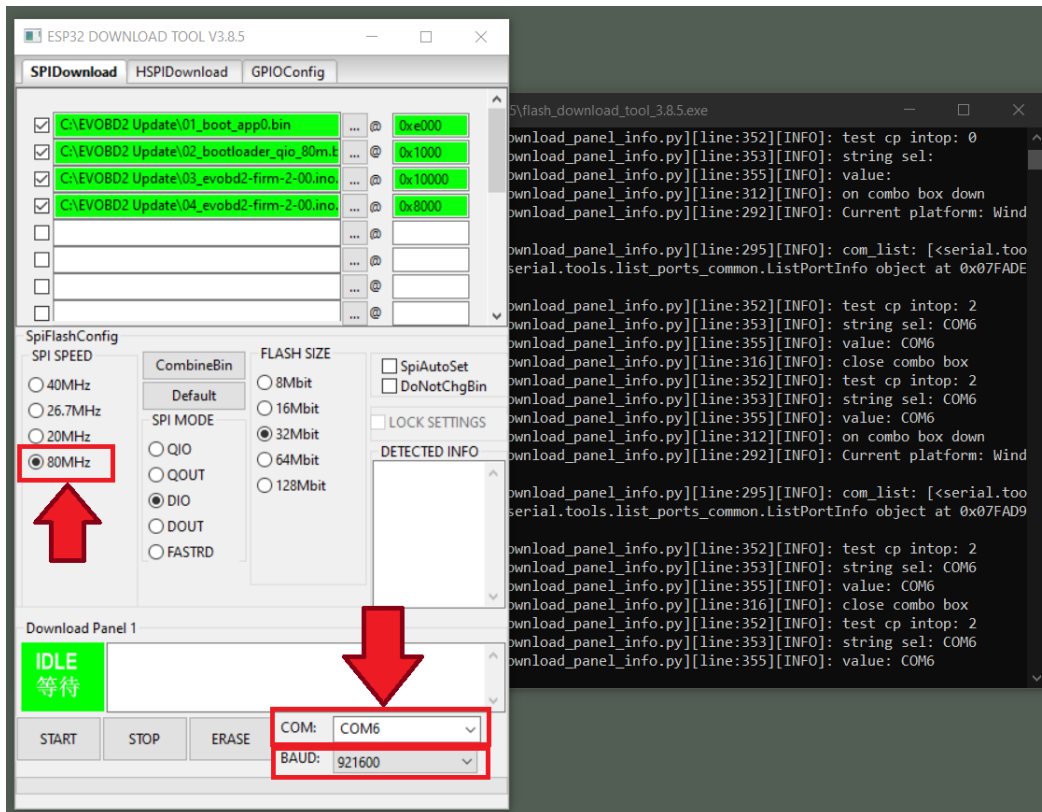 ESP32 DOWNLOAD TOOL V3.8.5
SPIDownload HSPIDownload GPIOConfig
C:\EVOBD2 Update\01_boot_app0.bin ... @ 0xe000
C:\EVOBD2 Update\02_bootloader_qio_80m.b ... @ 0x1000
C:\EVOBD2 Update\03_evobd2-firm-2-00.ino. ... @ 0x10000
C:\EVOBD2 Update\04_evobd2-firm-2-00.ino. ... @ 0x8000
... @
... @
... @
... @
SpiFlashConfig
SPI SPEED
40MHz
26.7MHz
20MHz
80MHz
CombineBin
Default
SPI MODE
QIO
QOUT
DIO
DOUT
FASTRD
FLASH SIZE
8Mbit
16Mbit
32Mbit
64Mbit
128Mbit
SpiAutoSet
DoNotChgBin
LOCK SETTINGS
DETECTED INFO
Download Panel 1
IDLE
等待
START STOP ERASE
COM: COM6
BAUD: 921600
5\flash_download_tool_3.8.5.exe
ownload_panel_info.py][line:352][INFO]: test cp intop: 0
ownload_panel_info.py][line:353][INFO]: string sel:
ownload_panel_info.py][line:355][INFO]: value:
ownload_panel_info.py][line:312][INFO]: on combo box down
ownload_panel_info.py][line:292][INFO]: Current platform: Wind
ownload_panel_info.py][line:295][INFO]: com_list: [<serial.too
serial.tools.list_ports_common.ListPortInfo object at 0x07FADE
ownload_panel_info.py][line:352][INFO]: test cp intop: 2
ownload_panel_info.py][line:353][INFO]: string sel: COM6
ownload_panel_info.py][line:355][INFO]: value: COM6
ownload_panel_info.py][line:316][INFO]: close combo box
ownload_panel_info.py][line:352][INFO]: test cp intop: 2
ownload_panel_info.py][line:353][INFO]: string sel: COM6
ownload_panel_info.py][line:355][INFO]: value: COM6
ownload_panel_info.py][line:312][INFO]: on combo box down
ownload_panel_info.py][line:292][INFO]: Current platform: Wind
ownload_panel_info.py][line:295][INFO]: com_list: [<serial.too
serial.tools.list_ports_common.ListPortInfo object at 0x07FAD9
ownload_panel_info.py][line:352][INFO]: test cp intop: 2
ownload_panel_info.py][line:353][INFO]: string sel: COM6
ownload_panel_info.py][line:355][INFO]: value: COM6
ownload_panel_info.py][line:316][INFO]: close combo box
ownload_panel_info.py][line:352][INFO]: test cp intop: 2
ownload_panel_info.py][line:353][INFO]: string sel: COM6
ownload_panel_info.py][line:355][INFO]: value: COM6